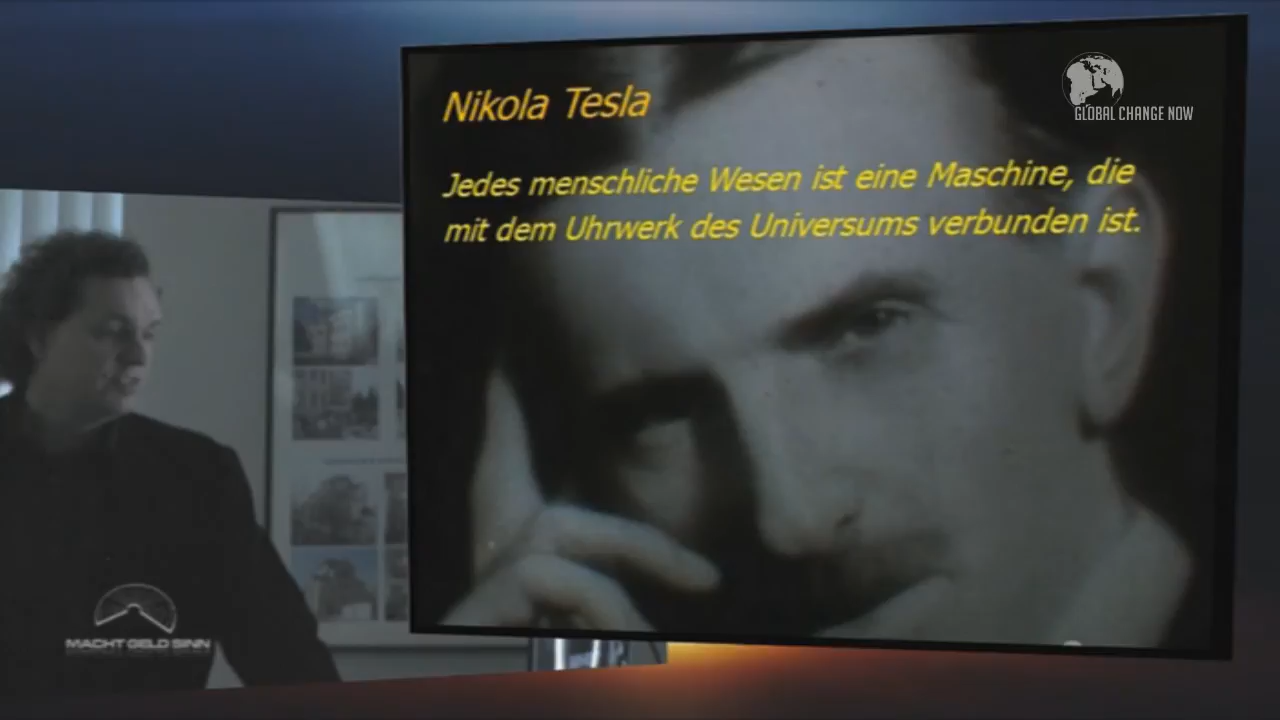 Nikola Tesla
GLOBAL CHANGE NOW
Jedes menschliche Wesen ist eine Maschine, die
mit dem Uhrwerk des Universums verbunden ist.
MACHT GELD SINN